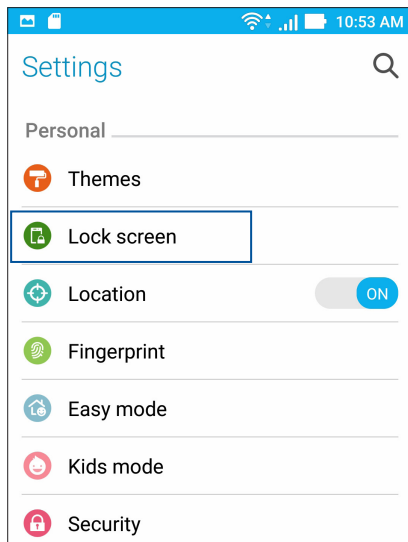 10:53 AM
Settings
Personal
Themes
Lock screen
Location ON
Fingerprint
Easy mode
Kids mode
Security